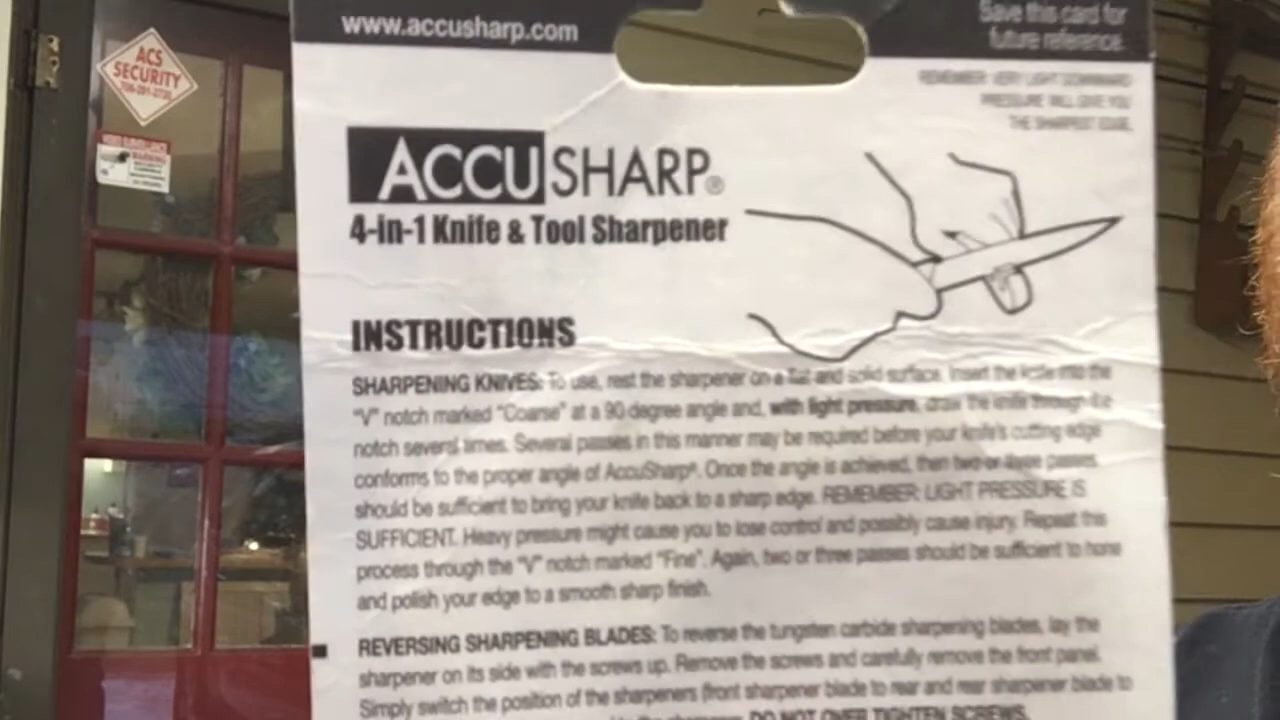 www.accusharp.com
Save this card for
future reference.
ACS
SECURITY
REMEMBER: VERY LIGHT DOWNWARD
PRESSURE WILL GIVE YOU
THE SHARPEST EDGE.
WARNING
ACCUSHARP®
4-in-1 Knife & Tool Sharpener
INSTRUCTIONS
SHARPENING KNIVES: To use, rest the sharpener on a flat and solid surface. Insert the knife into the
"V" notch marked "Coarse" at a 90 degree angle and, with light pressure, draw the knife through the
notch several times. Several passes in this manner may be required before your knife's cutting edge
conforms to the proper angle of AccuSharp®. Once the angle is achieved, then two or three passes
should be sufficient to bring your knife back to a sharp edge. REMEMBER: LIGHT PRESSURE IS
SUFFICIENT. Heavy pressure might cause you to lose control and possibly cause injury. Repeat this
process through the "V" notch marked "Fine". Again, two or three passes should be sufficient to hone
and polish your edge to a smooth sharp finish.
REVERSING SHARPENING BLADES: To reverse the tungsten carbide sharpening blades, lay the
sharpener on its side with the screws up. Remove the screws and carefully remove the front panel.
Simply switch the position of the sharpeners (front sharpener blade to rear and rear sharpener blade to
DO NOT OVER TIGHTEN SCREWS.